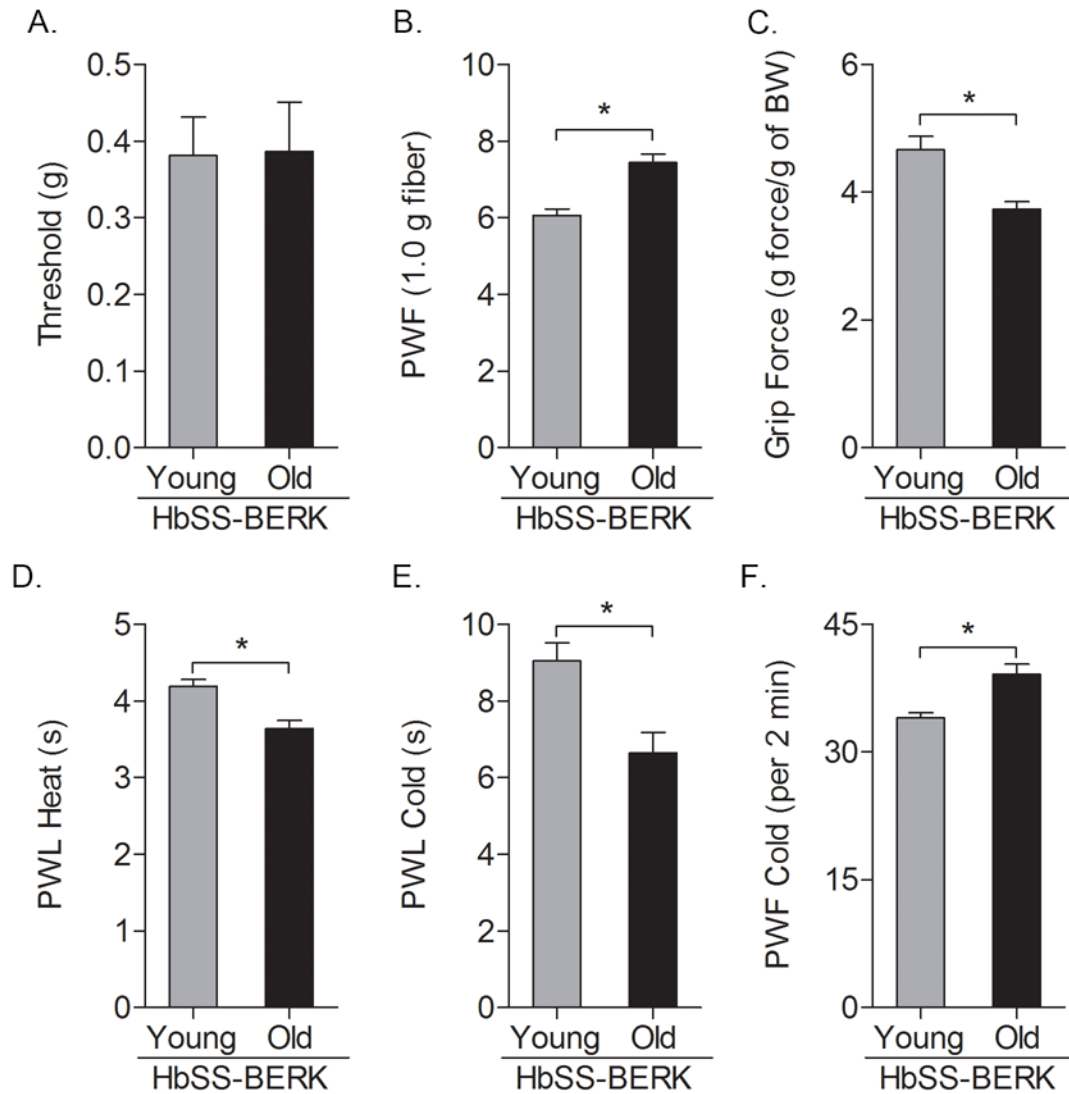 A.
Threshold (g)
0.5
0.4
0.3
0.2
0.1
0.0
Young Old
HbSS-BERK
B.
PWF (1.0 g fiber)
10
8
6
4
2
0
*
Young Old
HbSS-BERK
C.
Grip Force (g force/g of BW)
6
4
2
0
*
Young Old
HbSS-BERK
D.
PWL Heat (s)
5
4
3
2
1
0
*
Young Old
HbSS-BERK
E.
PWL Cold (s)
10
8
6
4
2
0
*
Young Old
HbSS-BERK
F.
PWF Cold (per 2 min)
45
30
15
0
*
Young Old
HbSS-BERK